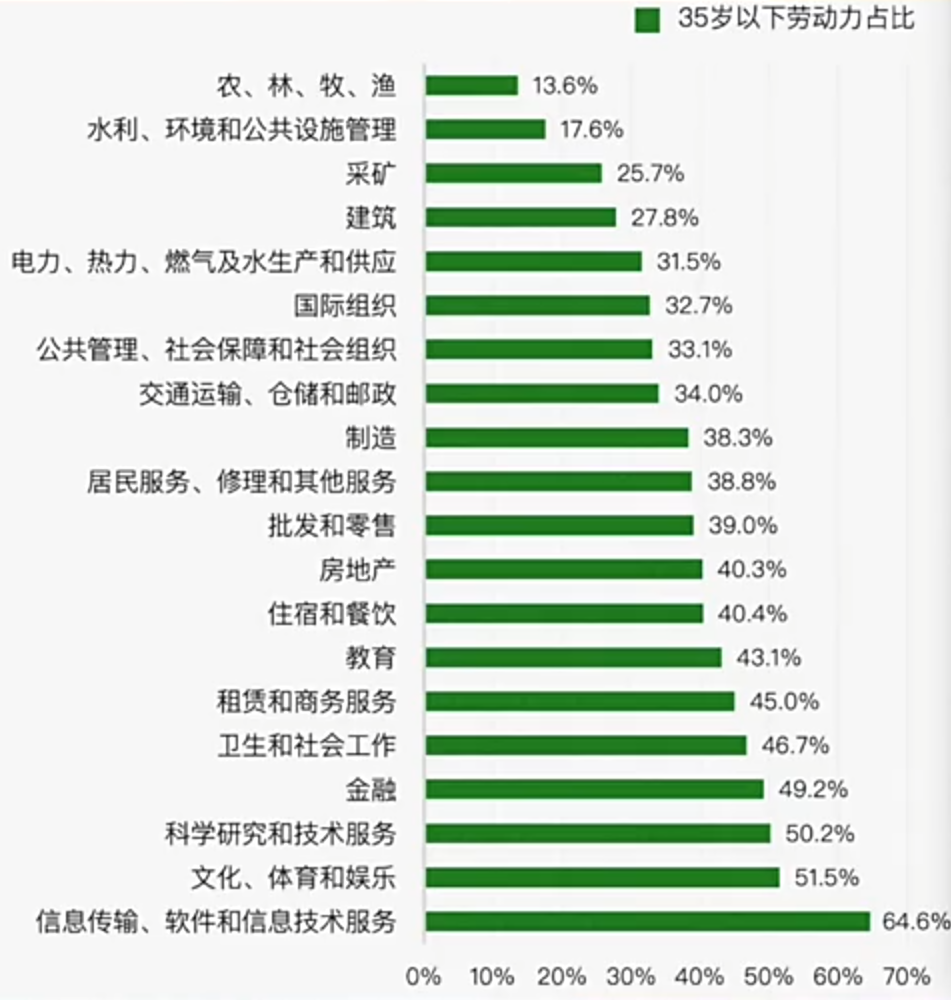 35岁以下劳动力占比
农、林、牧、渔 13.6%
水利、环境和公共设施管理 17.6%
采矿 25.7%
建筑 27.8%
电力、热力、燃气及水生产和供应 31.5%
国际组织 32.7%
公共管理、社会保障和社会组织 33.1%
交通运输、仓储和邮政 34.0%
制造 38.3%
居民服务、修理和其他服务 38.8%
批发和零售 39.0%
房地产 40.3%
住宿和餐饮 40.4%
教育 43.1%
租赁和商务服务 45.0%
卫生和社会工作 46.7%
金融 49.2%
科学研究和技术服务 50.2%
文化、体育和娱乐 51.5%
信息传输、软件和信息技术服务 64.6%
0% 10% 20% 30% 40% 50% 60% 70%